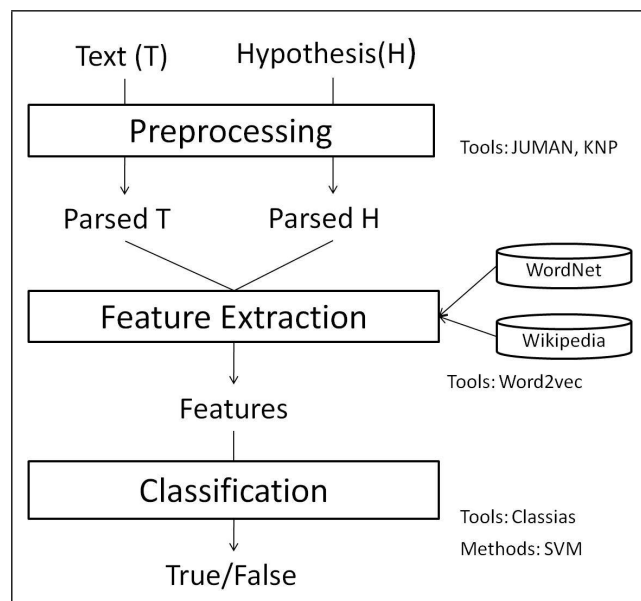 Text (T)
Hypothesis(H)
Preprocessing
Tools: JUMAN, KNP
Parsed T
Parsed H
WordNet
Feature Extraction
Wikipedia
Tools: Word2vec
Features
Classification
Tools: Classias
Methods: SVM
True/False